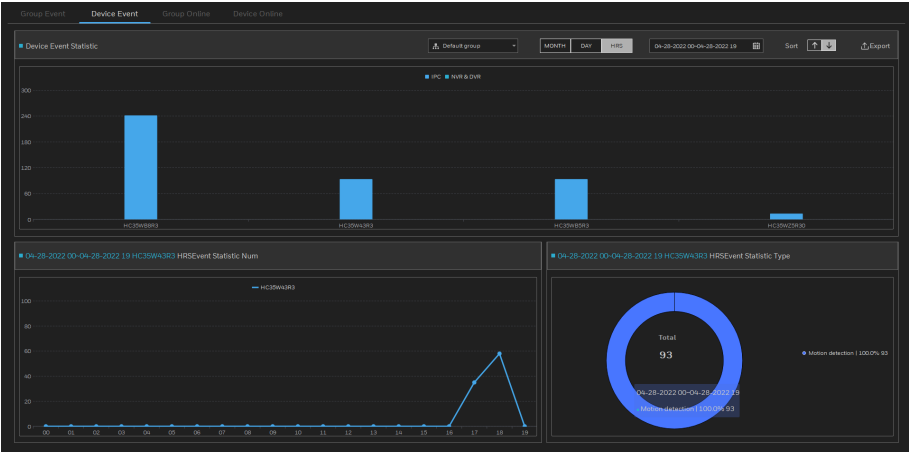 Group Event Device Event Group Online Device Online
Device Event Statistic Default group MONTH DAY HRS 04-28-2022 00-04-28-2022 19 Sort Export
IPC NVR & DVR
300
240
180
120
60
0
HC35WB8R3 HC35W43R3 HC35WB5R3 HC35WZ5R30
04-28-2022 00-04-28-2022 19 HC35W43R3 HRSEvent Statistic Num
HC35W43R3
100
80
60
40
20
0
00 01 02 03 04 05 06 07 08 09 10 11 12 13 14 15 16 17 18 19
04-28-2022 00-04-28-2022 19 HC35W43R3 HRSEvent Statistic Type
Total
93
Motion detection | 100.0% 93
04-28-2022 00-04-28-2022 19
Motion detection | 100.0% 93